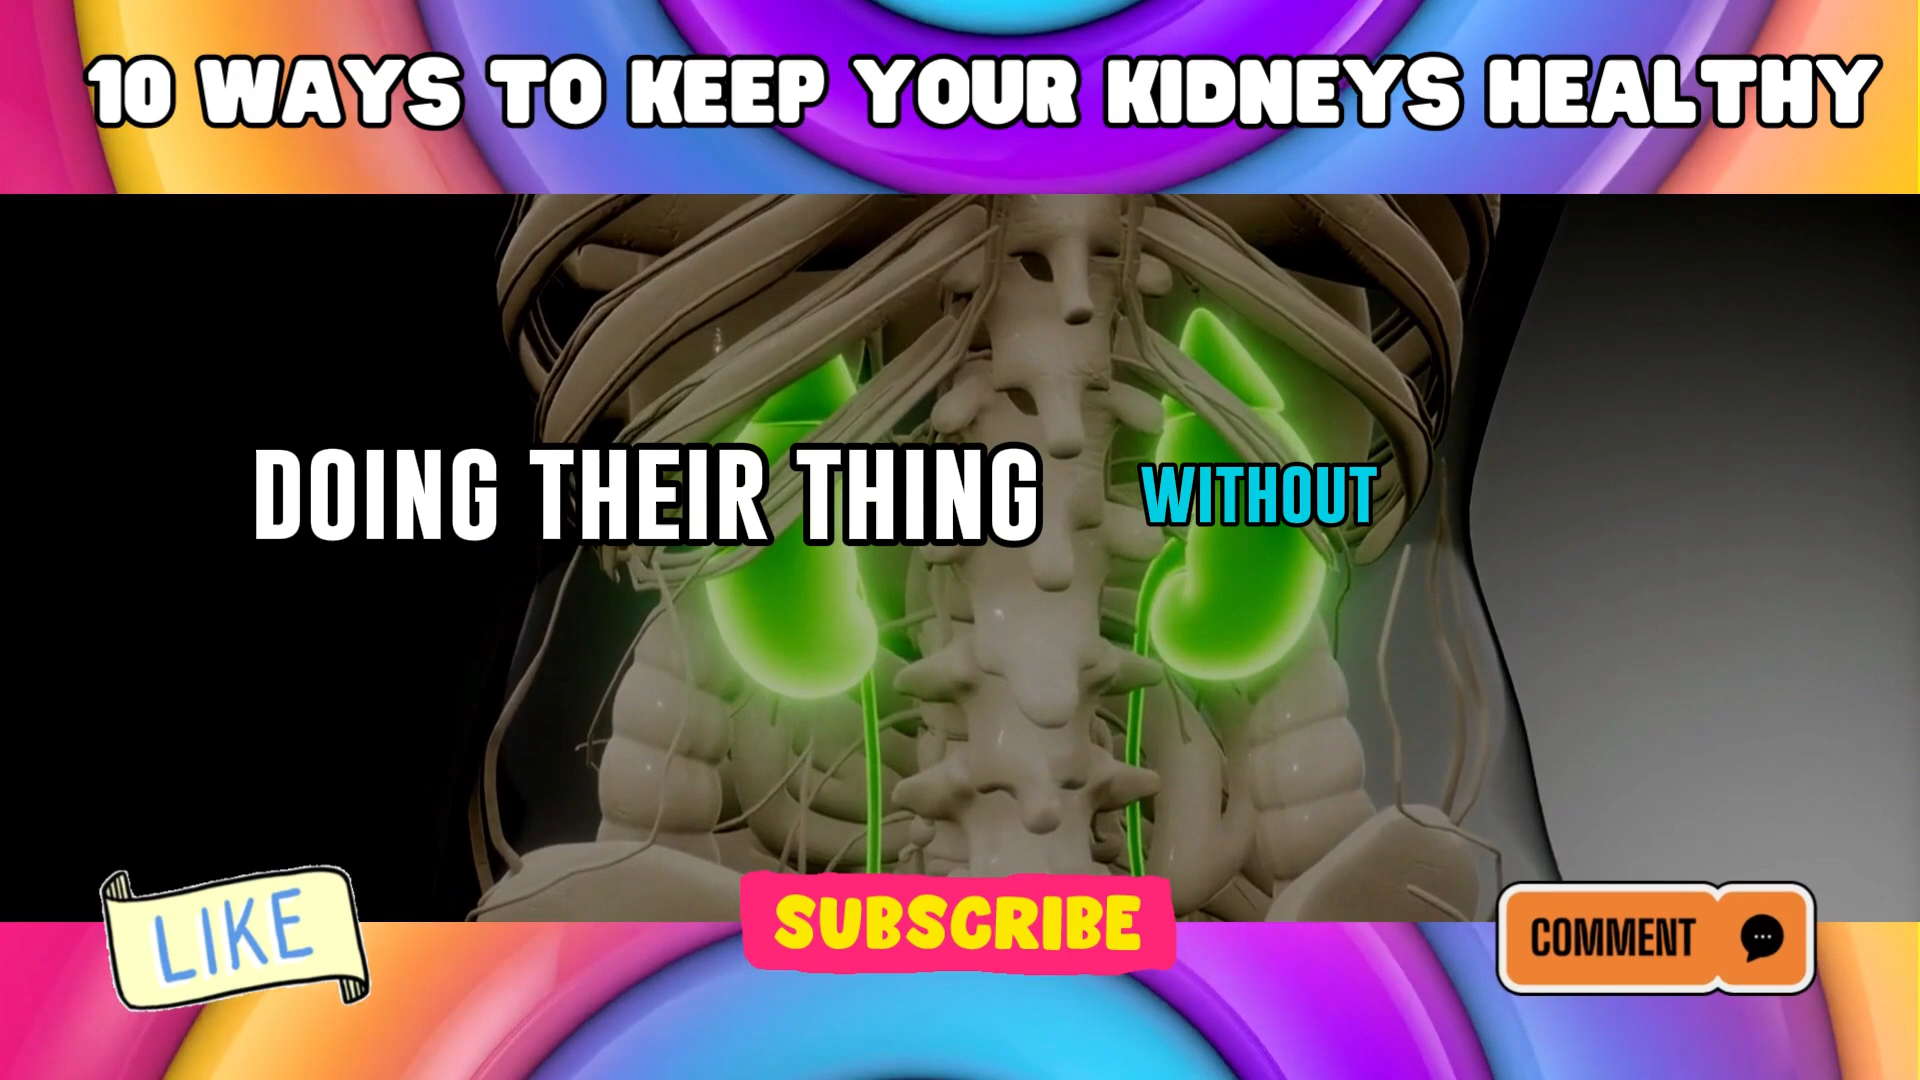 10 WAYS TO KEEP YOUR KIDNEYS HEALTHY
DOING THEIR THING WITHOUT
LIKE
SUBSCRIBE
COMMENT